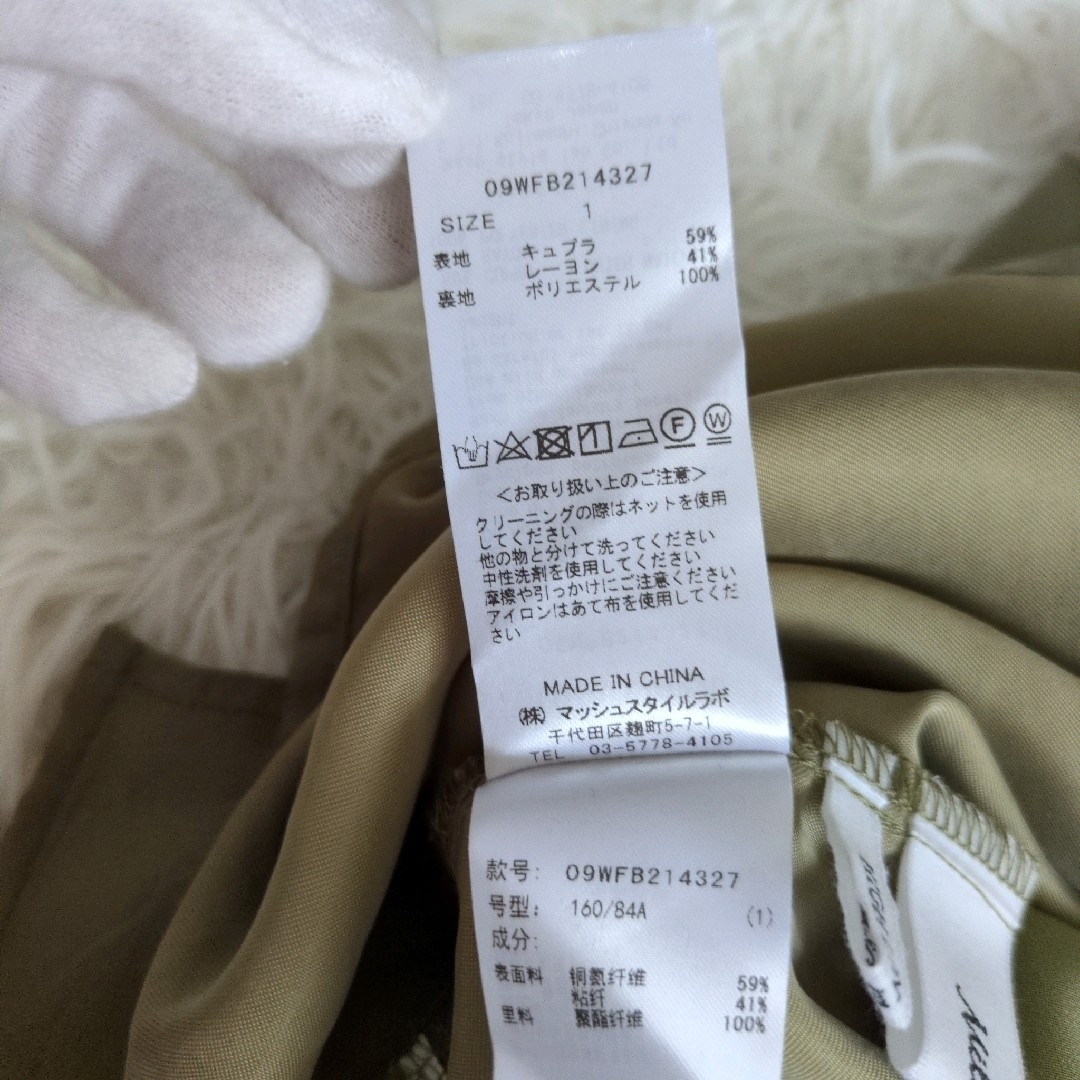 09WFB214327
SIZE 1
表地 キュプラ 59%
レーヨン 41%
裏地 ポリエステル 100%
F W
<お取り扱い上のご注意>
クリーニングの際はネットを使用
してください
他の物と分けて洗ってください
中性洗剤を使用してください
摩擦や引っかけにご注意ください
アイロンはあて布を使用してくだ
さい
MADE IN CHINA
(株) マッシュスタイルラボ
千代田区麹町5-7-1
TEL 03-5778-4105
款号: 09WFB214327
号型: 160/84A (1)
成分:
表面料 铜氨纤维 59%
粘纤 41%
里料 聚酯纤维 100%